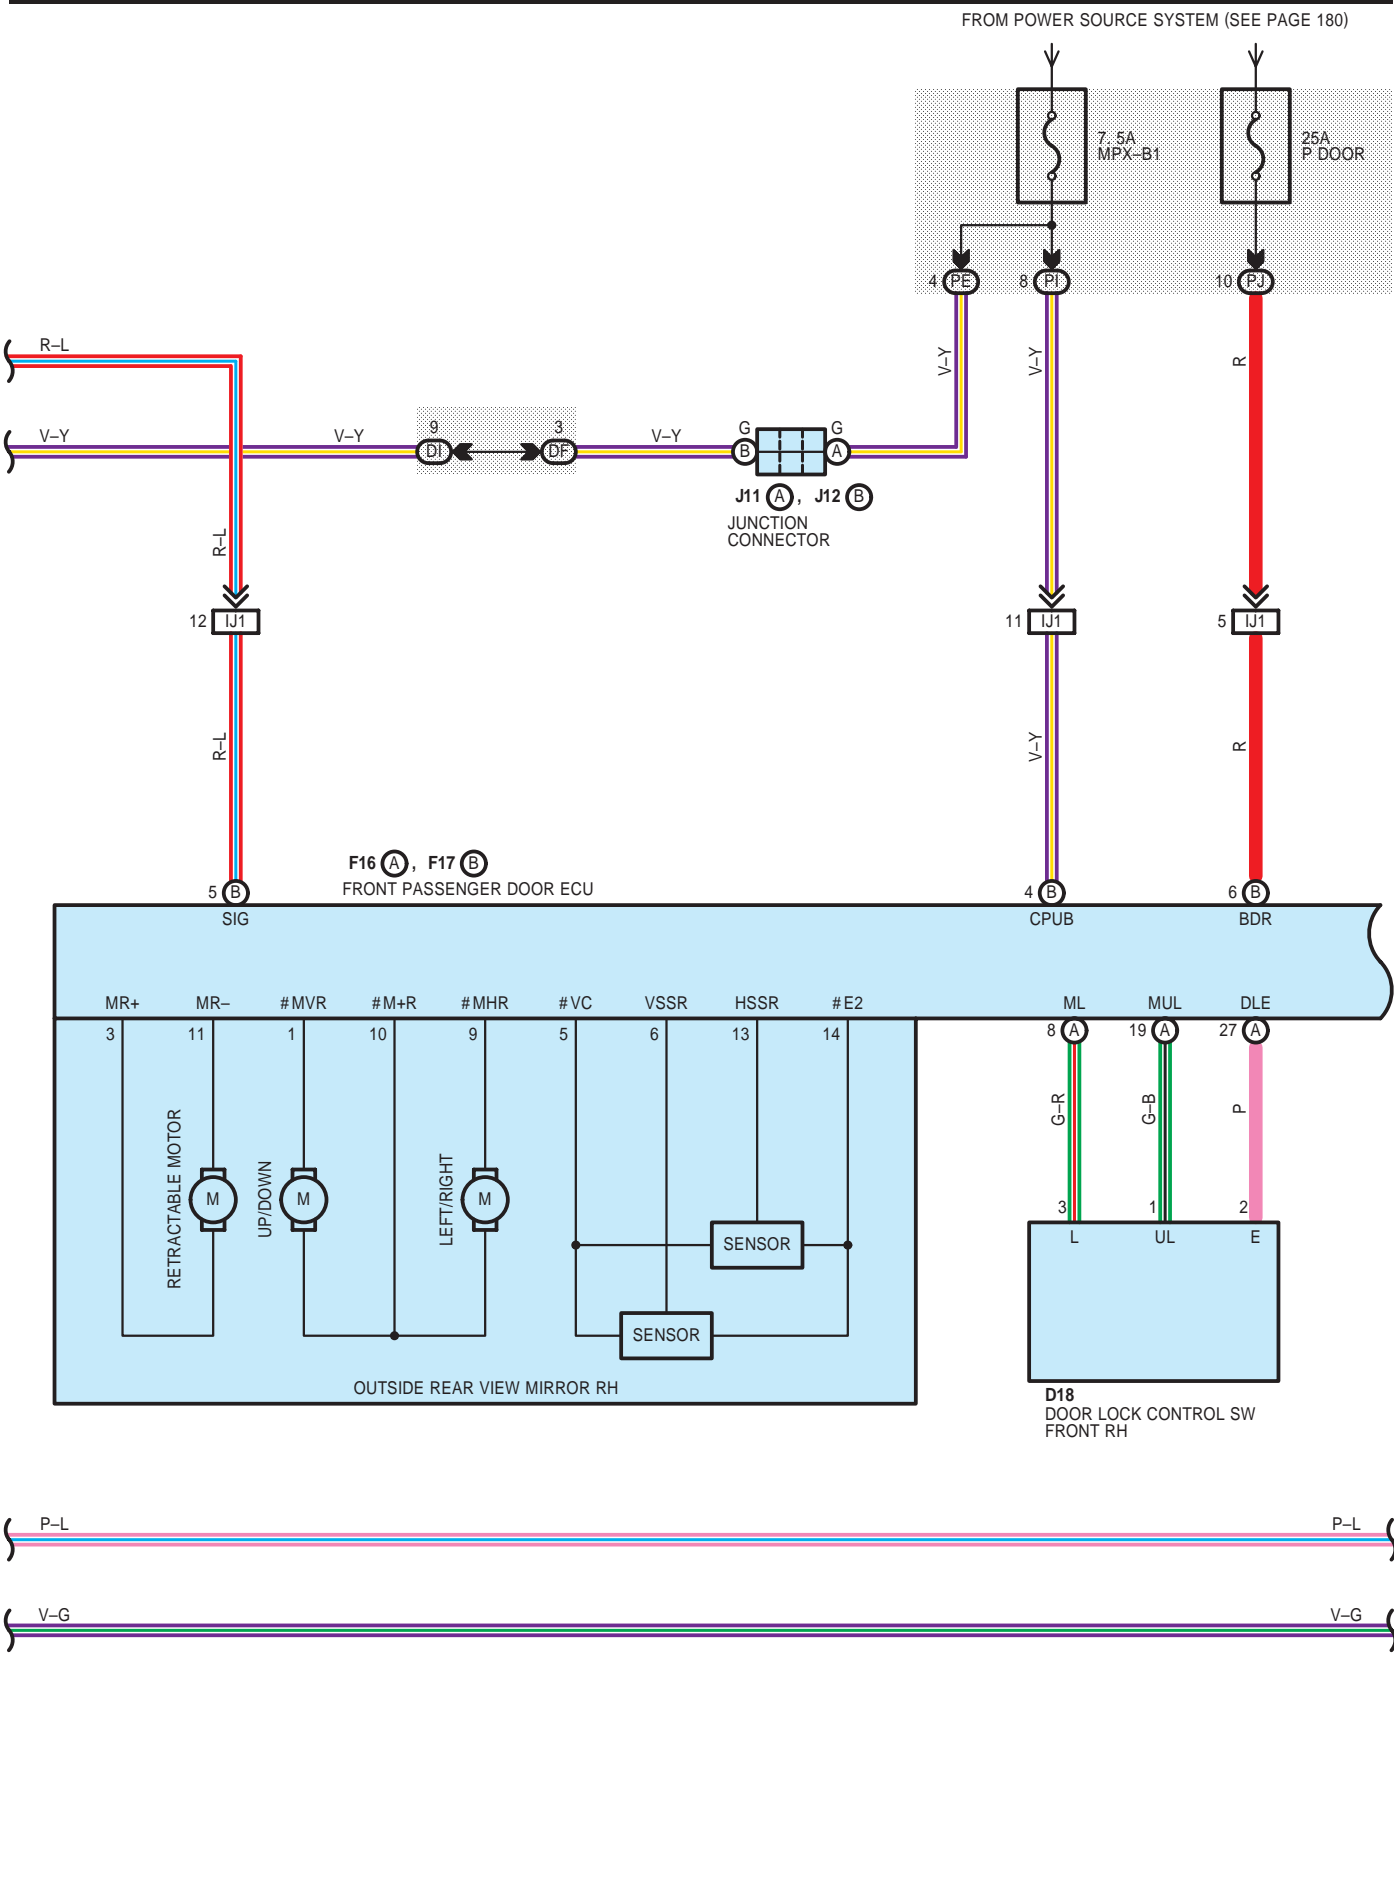 FROM POWER SOURCE SYSTEM (SEE PAGE 180)
7. 5A
MPX–B1
25A
P DOOR
4 PE
8 PI
10 PJ
R–L
V–Y
V–Y
R
V–Y
V–Y
9
DI
3
DF
V–Y
G
B
G
A
J11 A , J12 B
JUNCTION
CONNECTOR
R–L
12 IJ1
11 IJ1
5 IJ1
R–L
V–Y
R
F16 A , F17 B
FRONT PASSENGER DOOR ECU
5 B
4 B
6 B
SIG
CPUB
BDR
MR+
MR–
#MVR
#M+R
#MHR
#VC
VSSR
HSSR
#E2
ML
MUL
DLE
3
11
1
10
9
5
6
13
14
8 A
19 A
27 A
G–R
G–B
P
RETRACTABLE MOTOR
M
UP/DOWN
M
LEFT/RIGHT
M
SENSOR
SENSOR
3
1
2
L
UL
E
OUTSIDE REAR VIEW MIRROR RH
D18
DOOR LOCK CONTROL SW
FRONT RH
P–L
P–L
V–G
V–G